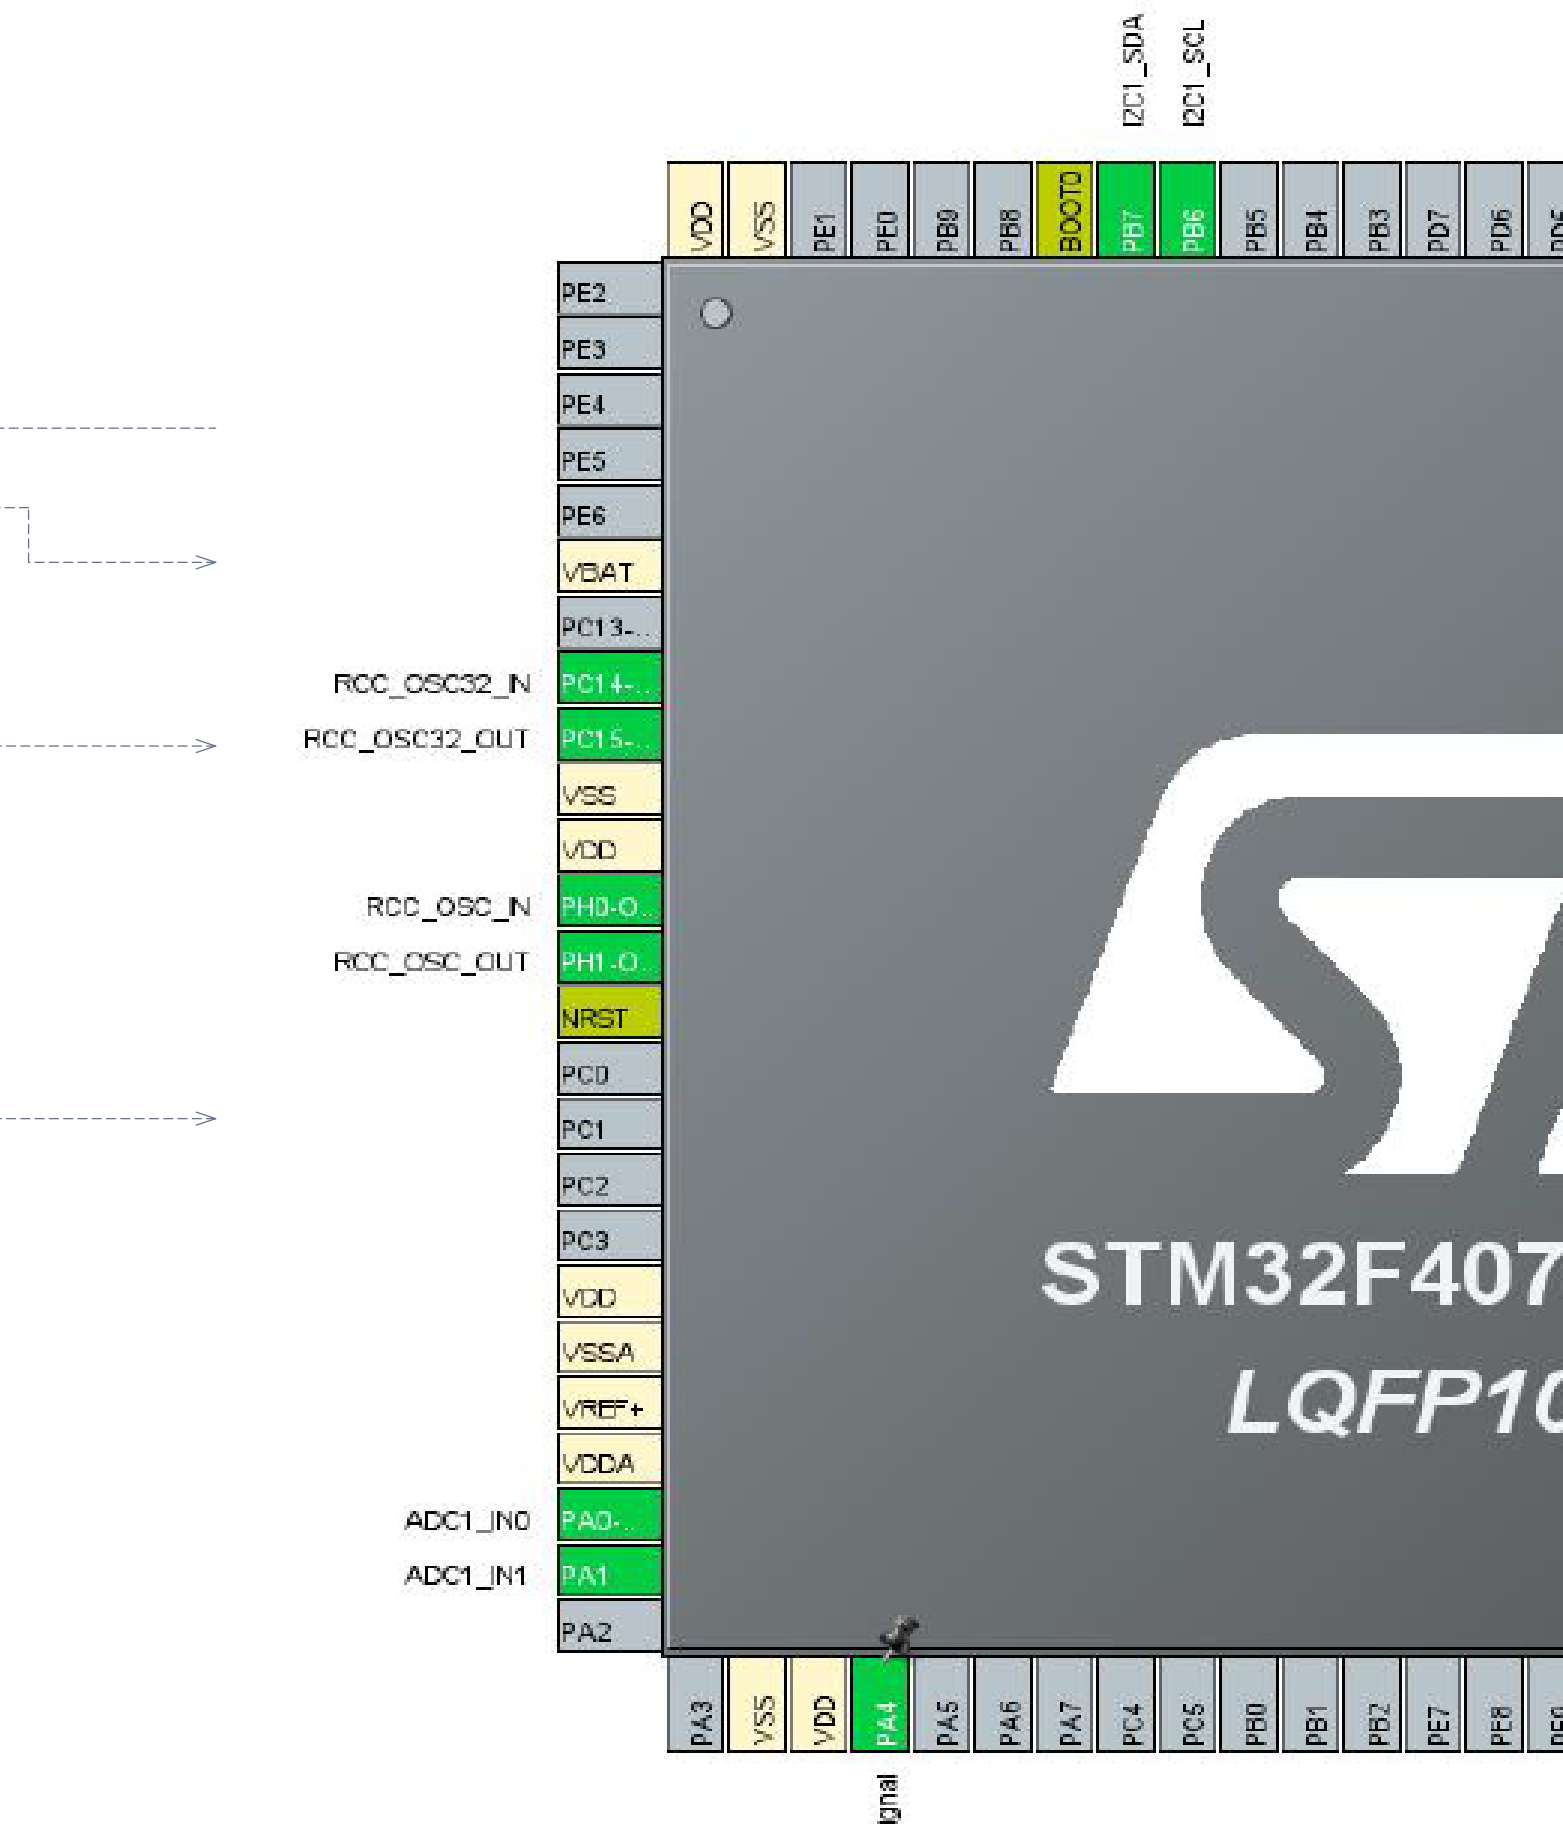 I2C1_SDA
I2C1_SCL
VDD
VSS
PE1
PE0
PB9
PB8
BOOT0
PB7
PB6
PB5
PB4
PB3
PD7
PD6
PE2
PE3
PE4
PE5
PE6
VBAT
PC13-..
RCC_OSC32_IN PC14-..
RCC_OSC32_OUT PC15-..
VSS
VDD
RCC_OSC_IN PH0-O..
RCC_OSC_OUT PH1-O..
NRST
PC0
PC1
PC2
PC3
VDD
VSSA
VREF+
VDDA
ADC1_IN0 PA0-..
ADC1_IN1 PA1
PA2
STM32F407
LQFP10
PA3
VSS
VDD
PA4
PA5
PA6
PA7
PC4
PC5
PB0
PB1
PB2
PE7
PE8
ignal